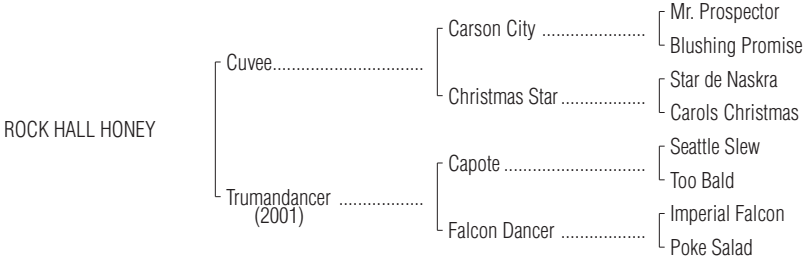 Mr. Prospector
Carson City ......................
Blushing Promise
Cuvee................................
Star de Naskra
Christmas Star ..................
Carols Christmas
ROCK HALL HONEY
Seattle Slew
Capote ..............................
Too Bald
Trumandancer ..................
(2001)
Imperial Falcon
Falcon Dancer ..................
Poke Salad